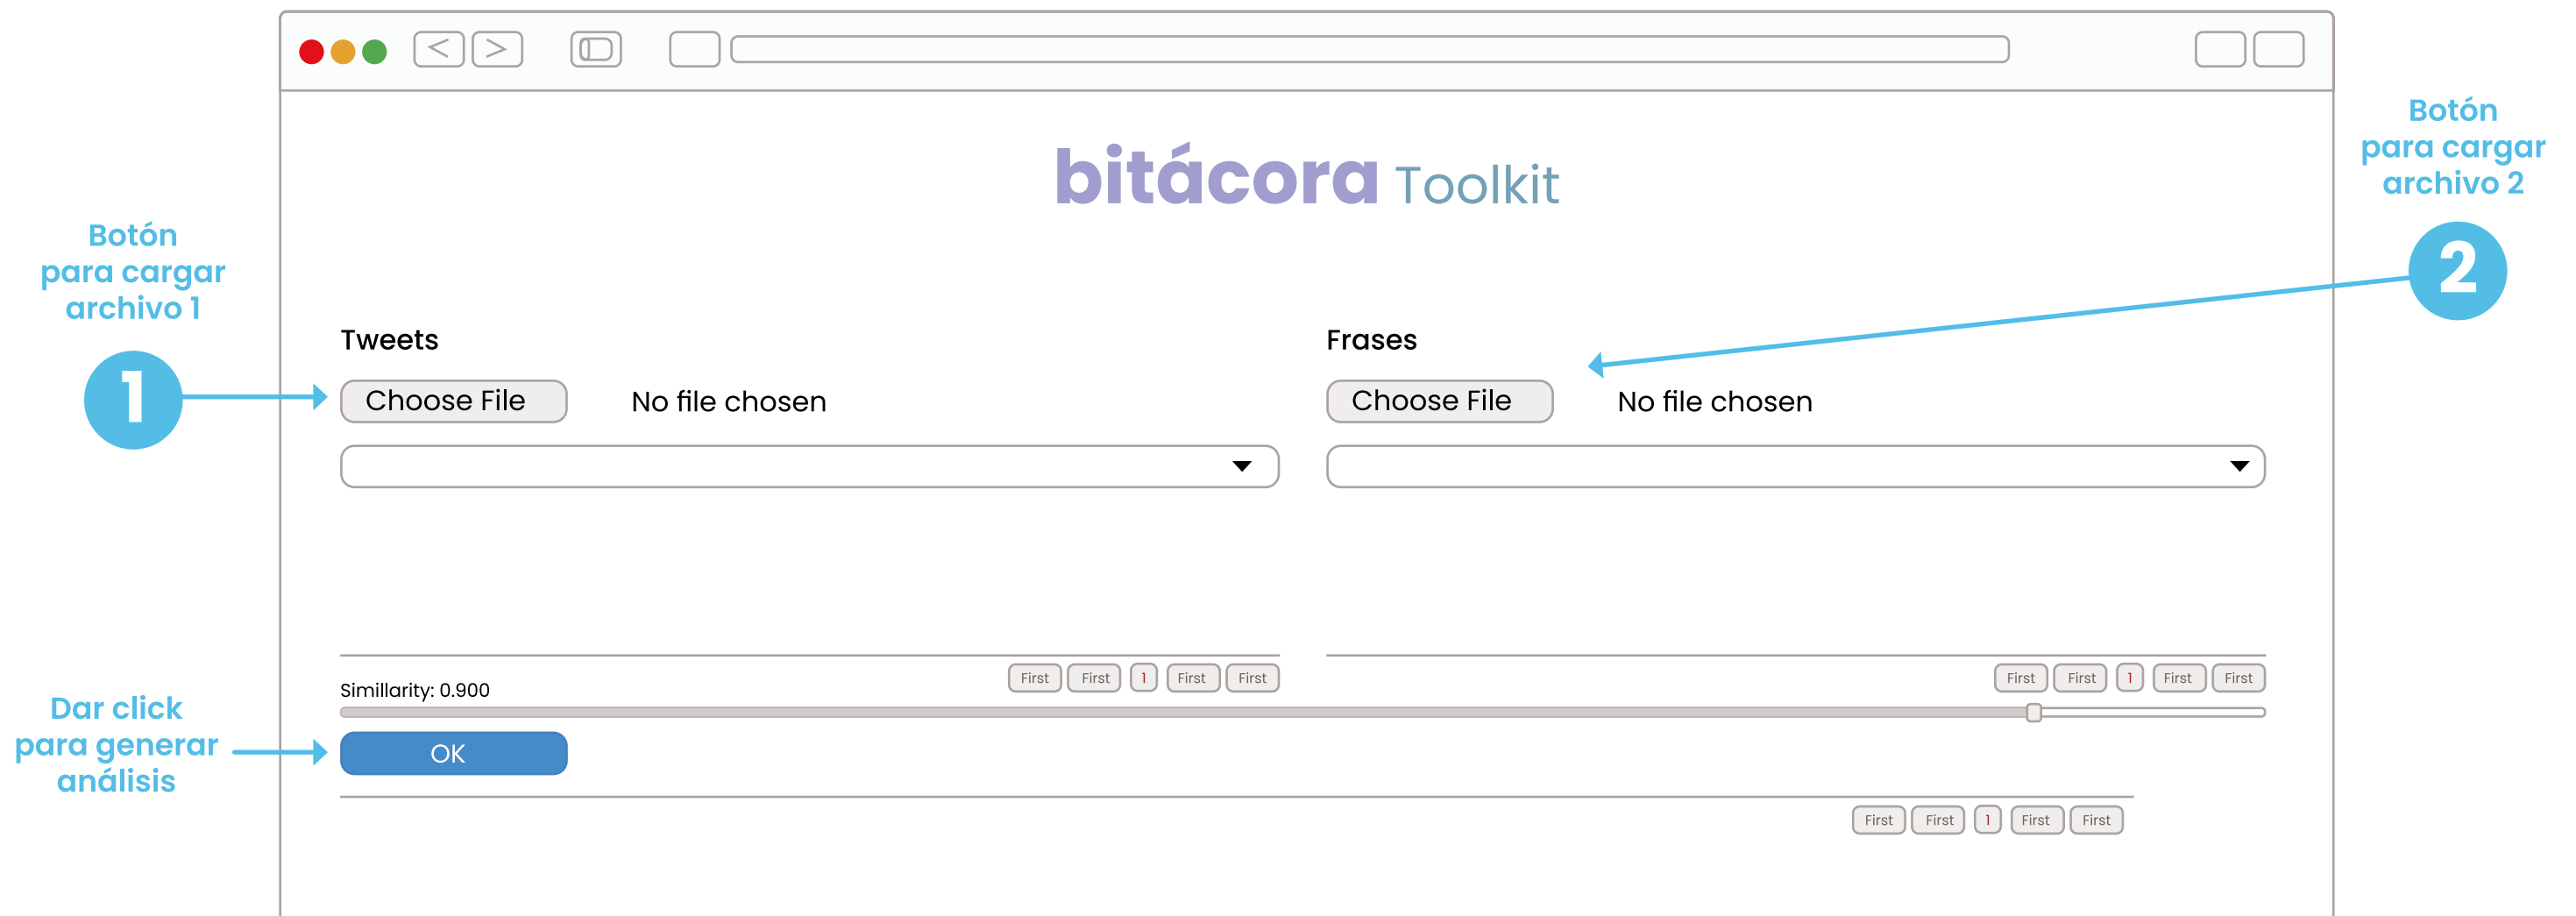 bitácora Toolkit
Botón
para cargar
archivo 2
2
Botón
para cargar
archivo 1
1
Tweets
Choose File No file chosen
Frases
Choose File No file chosen
First First 1 First First
First First 1 First First
Simillarity: 0.900
Dar click
para generar
análisis
OK
First First 1 First First